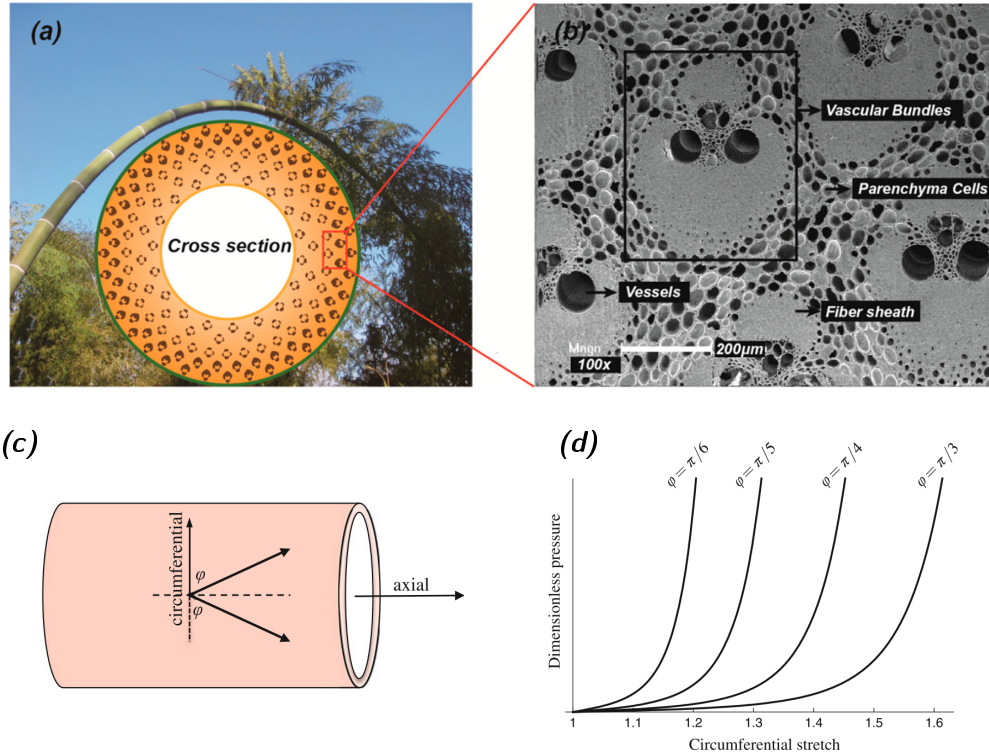 (a)
Cross section
(b)
Vascular Bundles
Parenchyma Cells
Vessels
Fiber sheath
Magn
100x
200μm
(c)
circumferential
φ
φ
axial
(d)
φ=π/6
φ=π/5
φ=π/4
φ=π/3
Dimensionless pressure
1
1.1
1.2
1.3
1.4
1.5
1.6
Circumferential stretch